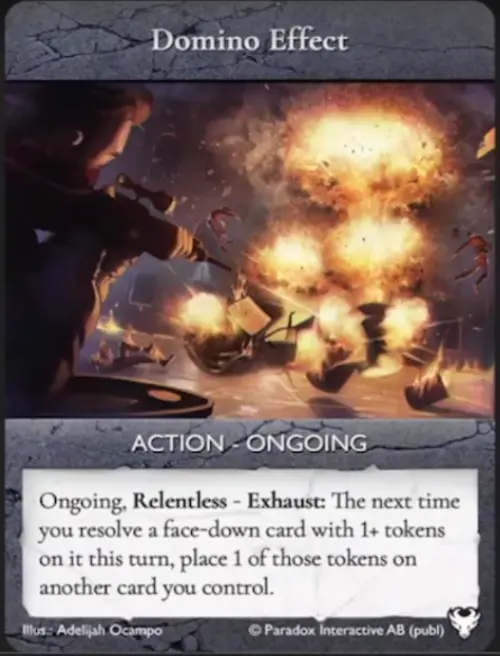 Domino Effect
ACTION - ONGOING
Ongoing, Relentless - Exhaust: The next time
you resolve a face-down card with 1+ tokens
on it this turn, place 1 of those tokens on
another card you control.
Illus.: Adelijah Ocampo © Paradox Interactive AB (publ)